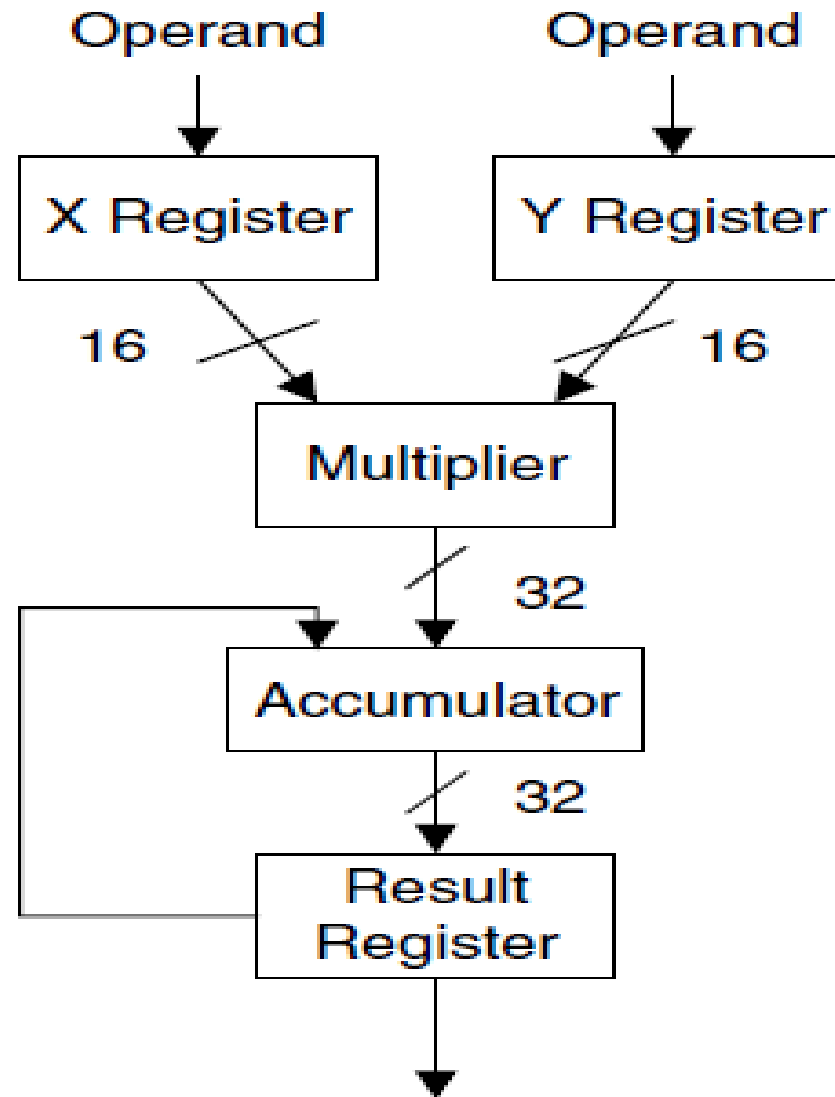 Operand
Operand
X Register
Y Register
16
16
Multiplier
32
Accumulator
32
Result
Register